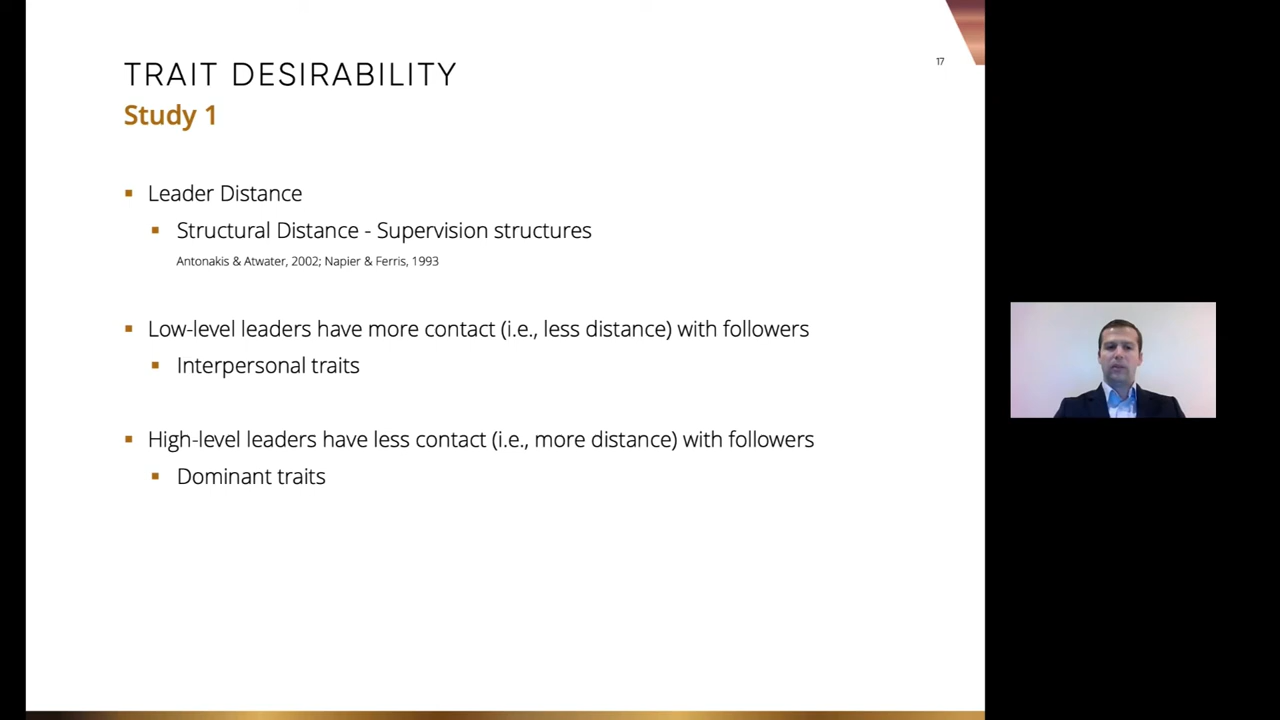 17
TRAIT DESIRABILITY
Study 1
Leader Distance
Structural Distance - Supervision structures
Antonakis & Atwater, 2002; Napier & Ferris, 1993
Low-level leaders have more contact (i.e., less distance) with followers
Interpersonal traits
High-level leaders have less contact (i.e., more distance) with followers
Dominant traits